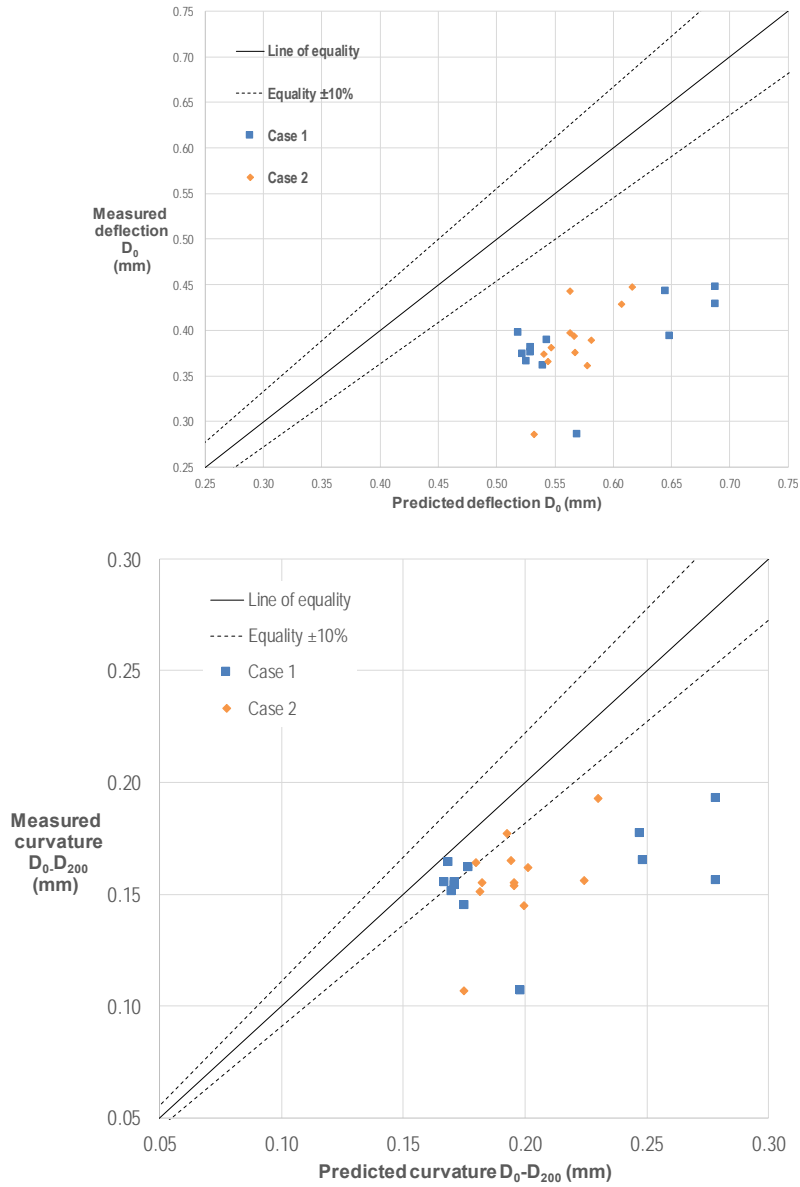 0.75
Line of equality
0.70
Equality ±10%
0.65
Case 1
0.60
Case 2
0.55
Measured
deflection
D₀
(mm)
0.50
0.45
0.40
0.35
0.30
0.25
0.25 0.30 0.35 0.40 0.45 0.50 0.55 0.60 0.65 0.70 0.75
Predicted deflection D₀ (mm)
0.30
Line of equality
Equality ±10%
Case 1
0.25
Case 2
0.20
Measured
curvature
D₀-D₂₀₀
(mm)
0.15
0.10
0.05
0.05 0.10 0.15 0.20 0.25 0.30
Predicted curvature D₀-D₂₀₀ (mm)